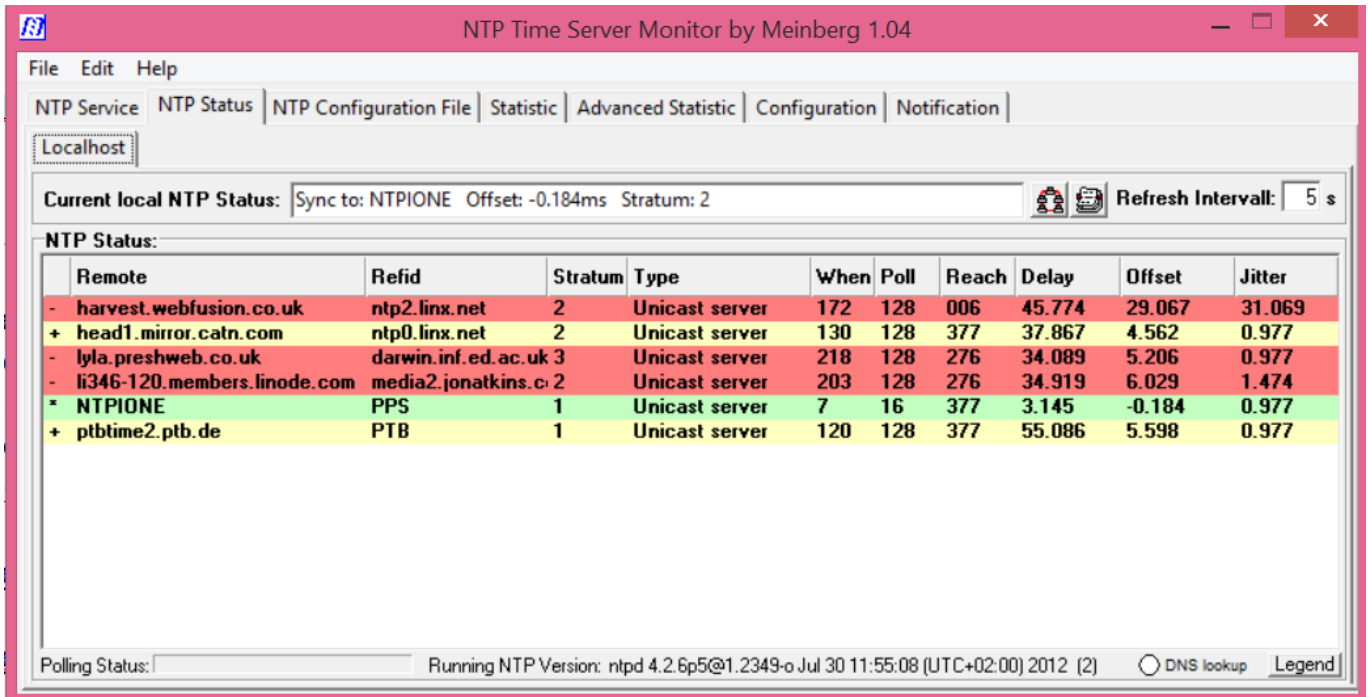 NTP Time Server Monitor by Meinberg 1.04
File Edit Help
NTP Service NTP Status NTP Configuration File Statistic Advanced Statistic Configuration Notification
Localhost
Current local NTP Status: Sync to: NTPIONE Offset: -0.184ms Stratum: 2 Refresh Intervall: 5 s
NTP Status:
Remote Refid Stratum Type When Poll Reach Delay Offset Jitter
- harvest.webfusion.co.uk ntp2.linx.net 2 Unicast server 172 128 006 45.774 29.067 31.069
+ head1.mirror.catn.com ntp0.linx.net 2 Unicast server 130 128 377 37.867 4.562 0.977
- lyla.preshweb.co.uk darwin.inf.ed.ac.uk 3 Unicast server 218 128 276 34.089 5.206 0.977
- li346-120.members.linode.com media2.jonatkins.c 2 Unicast server 203 128 276 34.919 6.029 1.474
* NTPIONE PPS 1 Unicast server 7 16 377 3.145 -0.184 0.977
+ ptbtime2.ptb.de PTB 1 Unicast server 120 128 377 55.086 5.598 0.977
Polling Status: Running NTP Version: ntpd 4.2.6p5@1.2349-o Jul 30 11:55:08 (UTC+02:00) 2012 (2) DNS lookup Legend